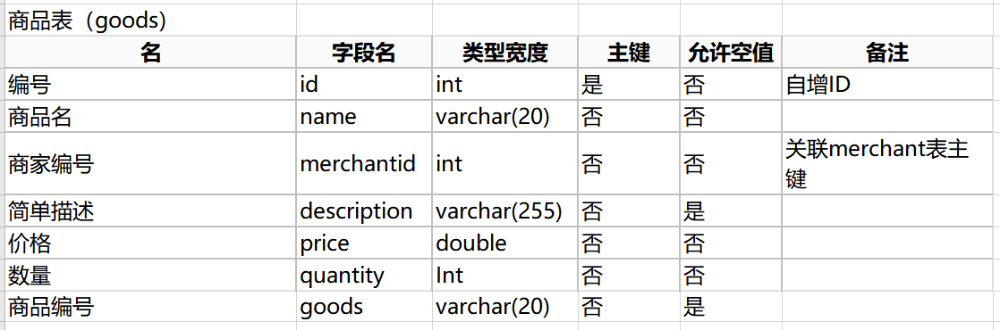 商品表（goods）
名 字段名 类型宽度 主键 允许空值 备注
编号 id int 是 否 自增ID
商品名 name varchar(20) 否 否
商家编号 merchantid int 否 否 关联merchant表主
键
简单描述 description varchar(255) 否 是
价格 price double 否 否
数量 quantity Int 否 否
商品编号 goods varchar(20) 否 是